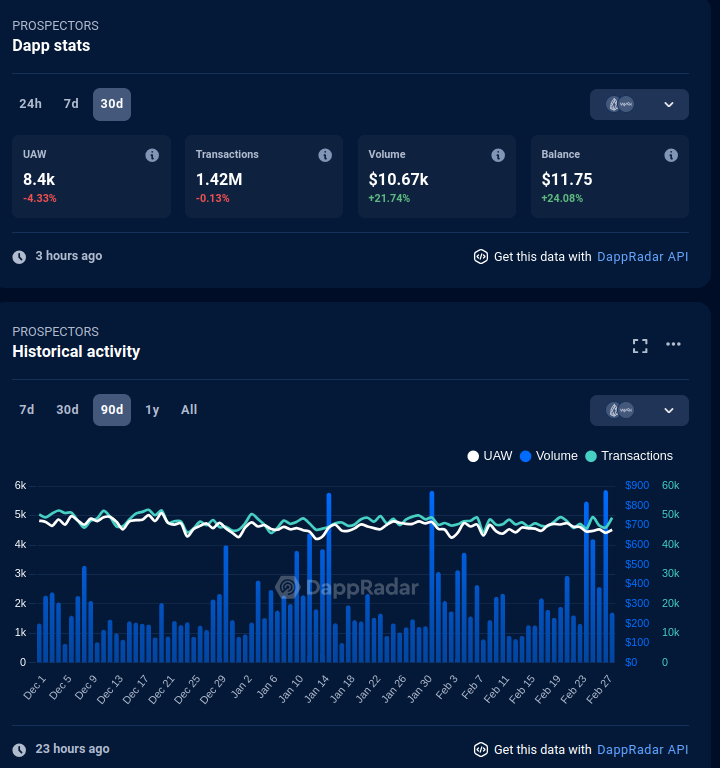 PROSPECTORS
Dapp stats
24h 7d 30d
UAW Transactions Volume Balance
8.4k 1.42M $10.67k $11.75
-4.33% -0.13% +21.74% +24.08%
3 hours ago Get this data with DappRadar API
PROSPECTORS
Historical activity
7d 30d 90d 1y All
UAW Volume Transactions
6k $900 60k
$800
5k $700 50k
4k $600 40k
$500
3k $400 30k
2k $300 20k
$200
1k $100 10k
0 $0 0
DappRadar
Dec 1 Dec 5 Dec 9 Dec 13 Dec 17 Dec 21 Dec 25 Dec 29 Jan 2 Jan 6 Jan 10 Jan 14 Jan 18 Jan 22 Jan 26 Jan 30 Feb 3 Feb 7 Feb 11 Feb 15 Feb 19 Feb 23 Feb 27
23 hours ago Get this data with DappRadar API